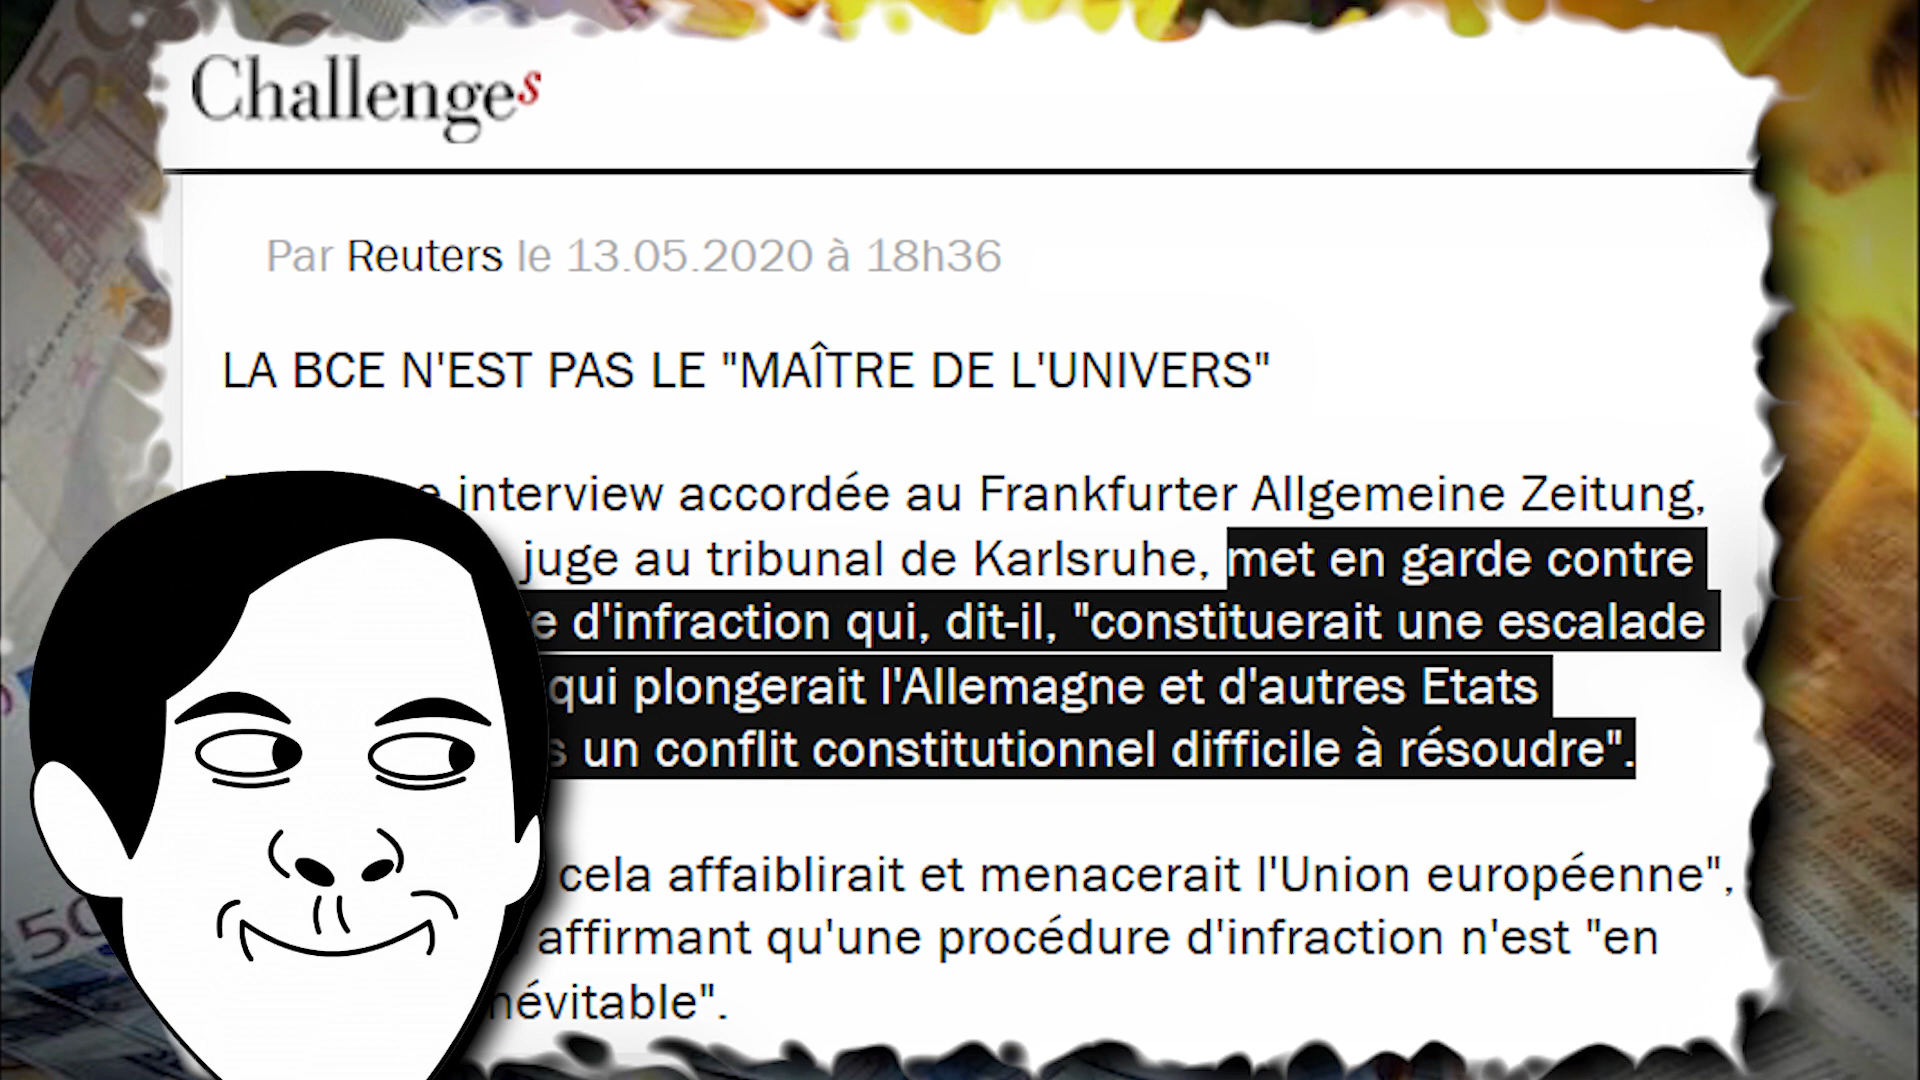 Challenges
Par Reuters le 13.05.2020 à 18h36
LA BCE N'EST PAS LE "MAÎTRE DE L'UNIVERS"
interview accordée au Frankfurter Allgemeine Zeitung,
juge au tribunal de Karlsruhe, met en garde contre
d'infraction qui, dit-il, "constituerait une escalade
qui plongerait l'Allemagne et d'autres Etats
un conflit constitutionnel difficile à résoudre".
cela affaiblirait et menacerait l'Union européenne",
affirmant qu'une procédure d'infraction n'est "en
névitable".
50